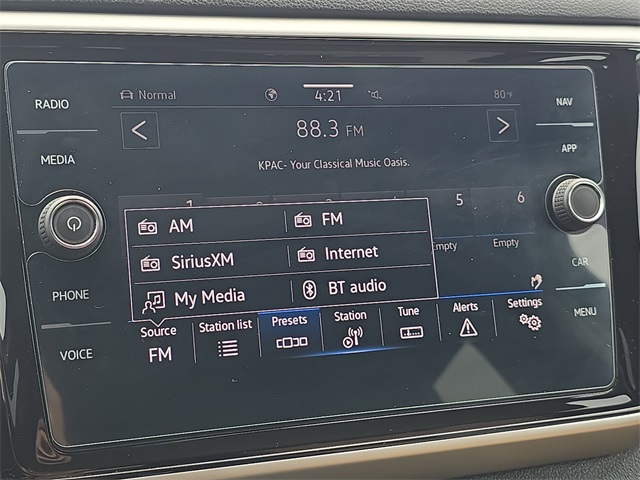 RADIO
MEDIA
PHONE
VOICE
Normal
4:21
80°F
88.3 FM
KPAC- Your Classical Music Oasis.
5
6
Empty
Empty
AM
FM
SiriusXM
Internet
My Media
BT audio
Source
FM
Station list
Presets
Station
Tune
Alerts
Settings
NAV
APP
CAR
MENU